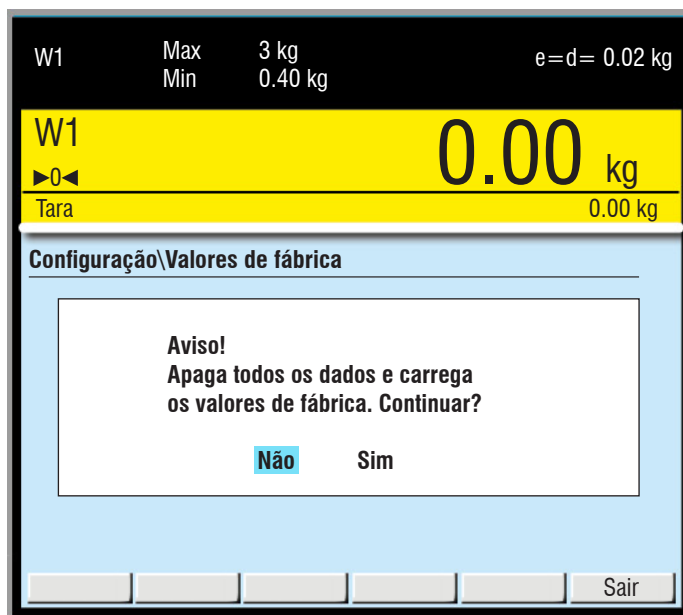 W1 Max 3 kg e=d= 0.02 kg
Min 0.40 kg
W1 0.00 kg
▶0◀
Tara 0.00 kg
Configuração\Valores de fábrica
Aviso!
Apaga todos os dados e carrega
os valores de fábrica. Continuar?
Não Sim
Sair